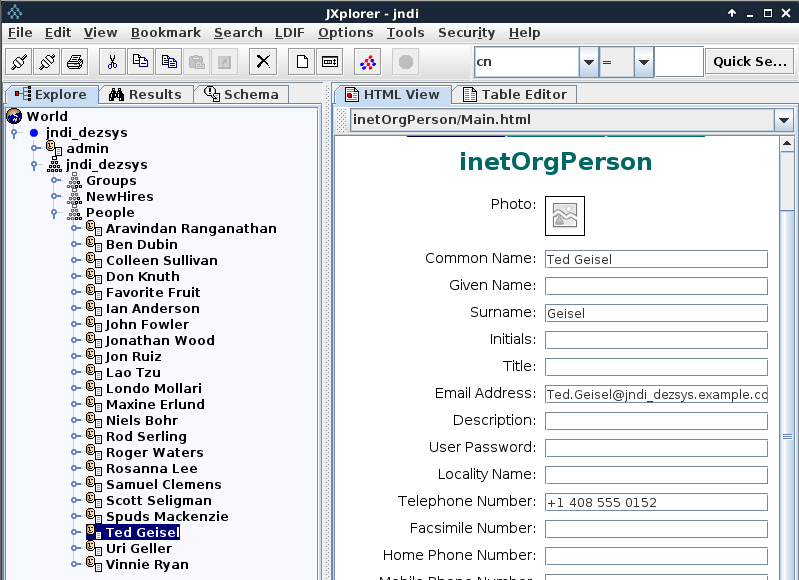 JXplorer - jndi
File Edit View Bookmark Search LDIF Options Tools Security Help
cn = Quick Se...
Explore Results Schema
HTML View Table Editor
World
jndi_dezsys
admin
jndi_dezsys
Groups
NewHires
People
Aravindan Ranganathan
Ben Dubin
Colleen Sullivan
Don Knuth
Favorite Fruit
Ian Anderson
John Fowler
Jonathan Wood
Jon Ruiz
Lao Tzu
Londo Mollari
Maxine Erlund
Niels Bohr
Rod Serling
Roger Waters
Rosanna Lee
Samuel Clemens
Scott Seligman
Spuds Mackenzie
Ted Geisel
Uri Geller
Vinnie Ryan
inetOrgPerson/Main.html
inetOrgPerson
Photo:
Common Name: Ted Geisel
Given Name:
Surname: Geisel
Initials:
Title:
Email Address: Ted.Geisel@jndi_dezsys.example.co
Description:
User Password:
Locality Name:
Telephone Number: +1 408 555 0152
Facsimile Number:
Home Phone Number:
Mobile Phone Number: